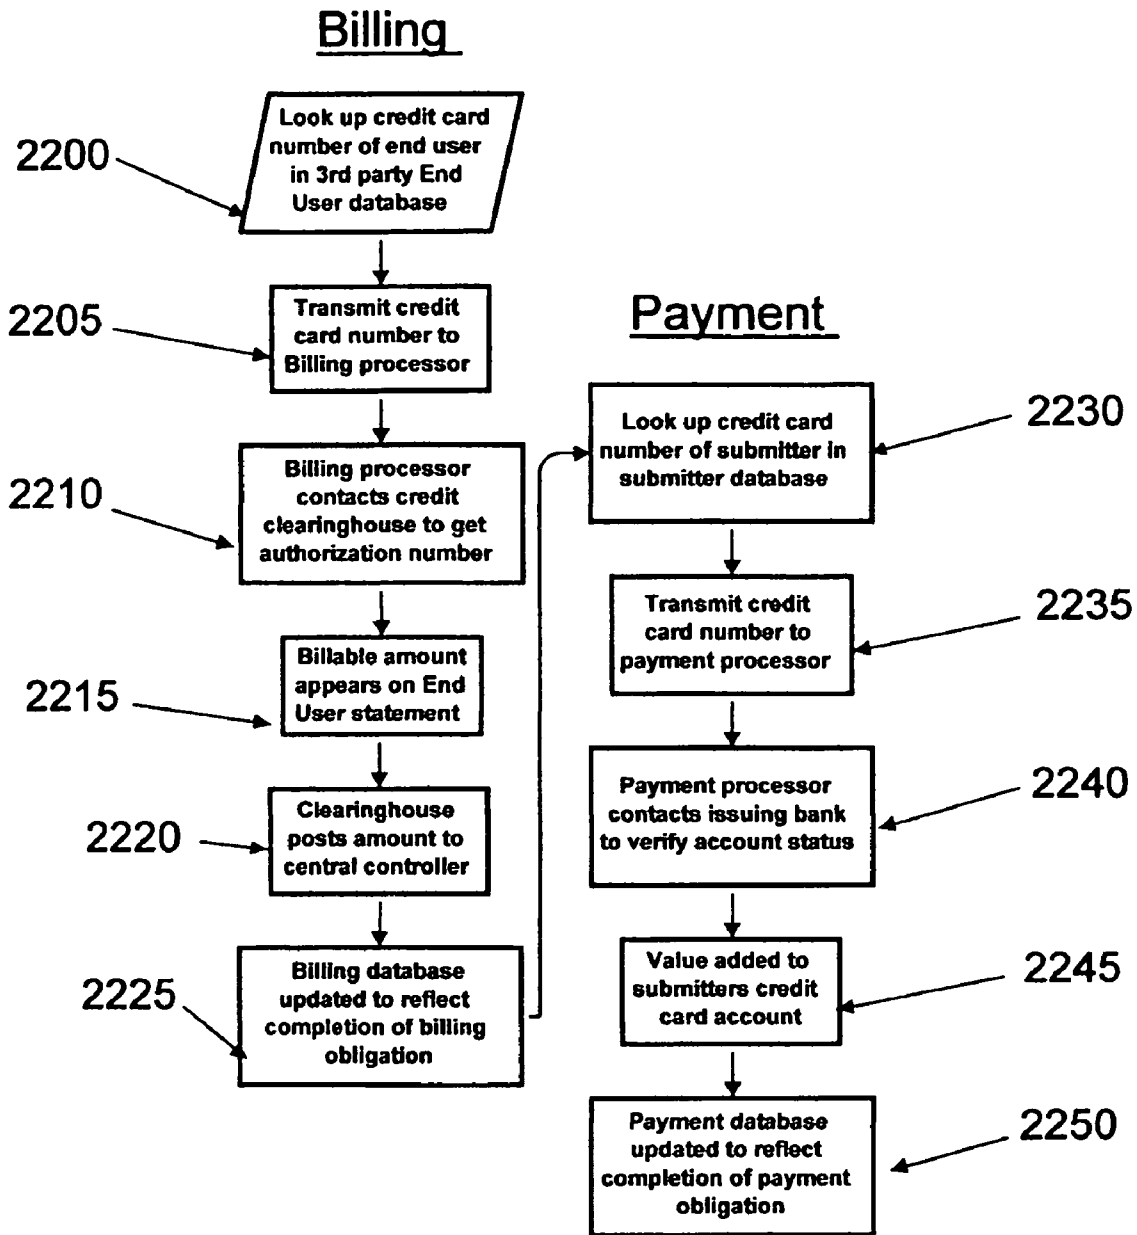 Billing
2200
Look up credit card
number of end user
in 3rd party End
User database
2205
Transmit credit
card number to
Billing processor
2210
Billing processor
contacts credit
clearinghouse to get
authorization number
2215
Billable amount
appears on End
User statement
2220
Clearinghouse
posts amount to
central controller
2225
Billing database
updated to reflect
completion of billing
obligation
Payment
2230
Look up credit card
number of submitter in
submitter database
2235
Transmit credit
card number to
payment processor
2240
Payment processor
contacts issuing bank
to verify account status
2245
Value added to
submitters credit
card account
2250
Payment database
updated to reflect
completion of payment
obligation